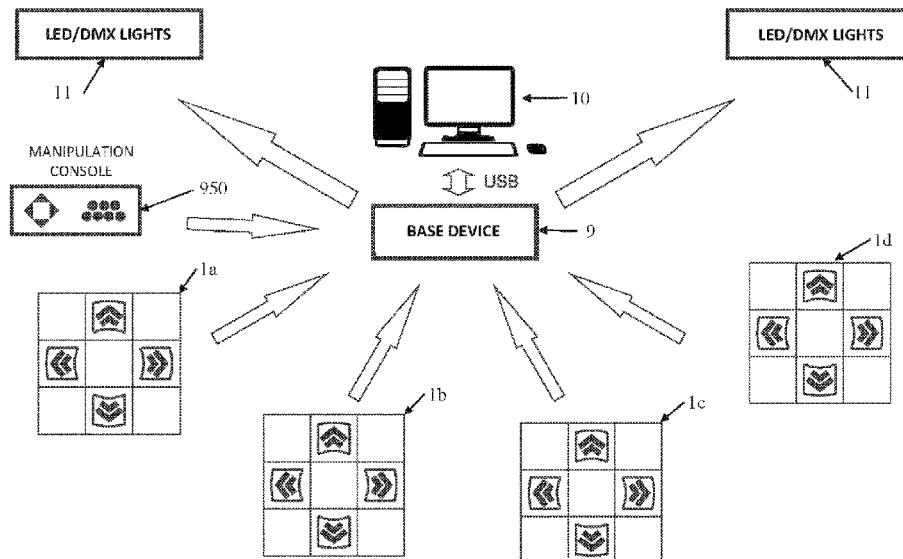 LED/DMX LIGHTS
LED/DMX LIGHTS
11
10
11
MANIPULATION
CONSOLE
950
USB
BASE DEVICE
9
1a
1d
1b
1c